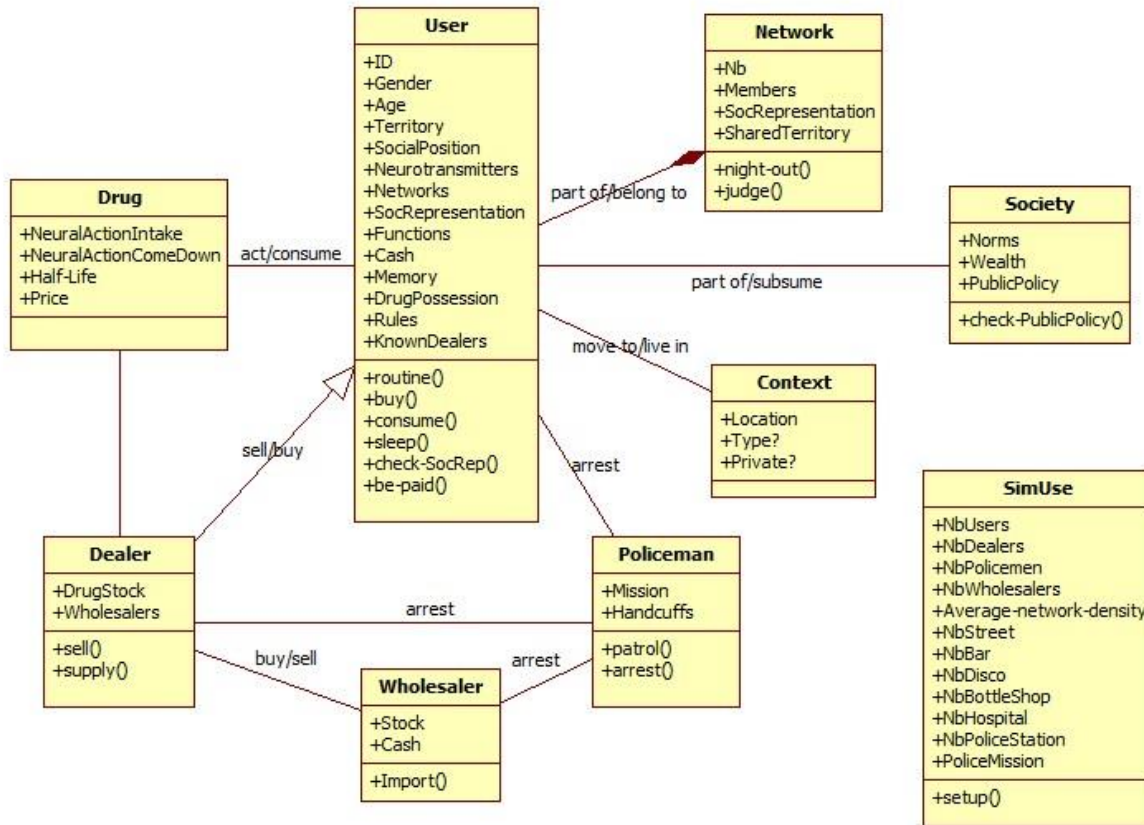 User
+ID
+Gender
+Age
+Territory
+SocialPosition
+Neurotransmitters
+Networks
+SocRepresentation
+Functions
+Cash
+Memory
+DrugPossession
+Rules
+KnownDealers
+routine()
+buy()
+consume()
+sleep()
+check-SocRep()
+be-paid()
Network
+Nb
+Members
+SocRepresentation
+SharedTerritory
+night-out()
+judge()
part of/belong to
Drug
+NeuralActionIntake
+NeuralActionComeDown
+Half-Life
+Price
act/consume
Society
+Norms
+Wealth
+PublicPolicy
+check-PublicPolicy()
part of/subsume
move to/live in
Context
+Location
+Type?
+Private?
sell/buy
arrest
Dealer
+DrugStock
+Wholesalers
+sell()
+supply()
arrest
Policeman
+Mission
+Handcuffs
+patrol()
+arrest()
buy/sell
arrest
Wholesaler
+Stock
+Cash
+Import()
SimUse
+NbUsers
+NbDealers
+NbPolicemen
+NbWholesalers
+Average-network-density
+NbStreet
+NbBar
+NbDisco
+NbBottleShop
+NbHospital
+NbPoliceStation
+PoliceMission
+setup()